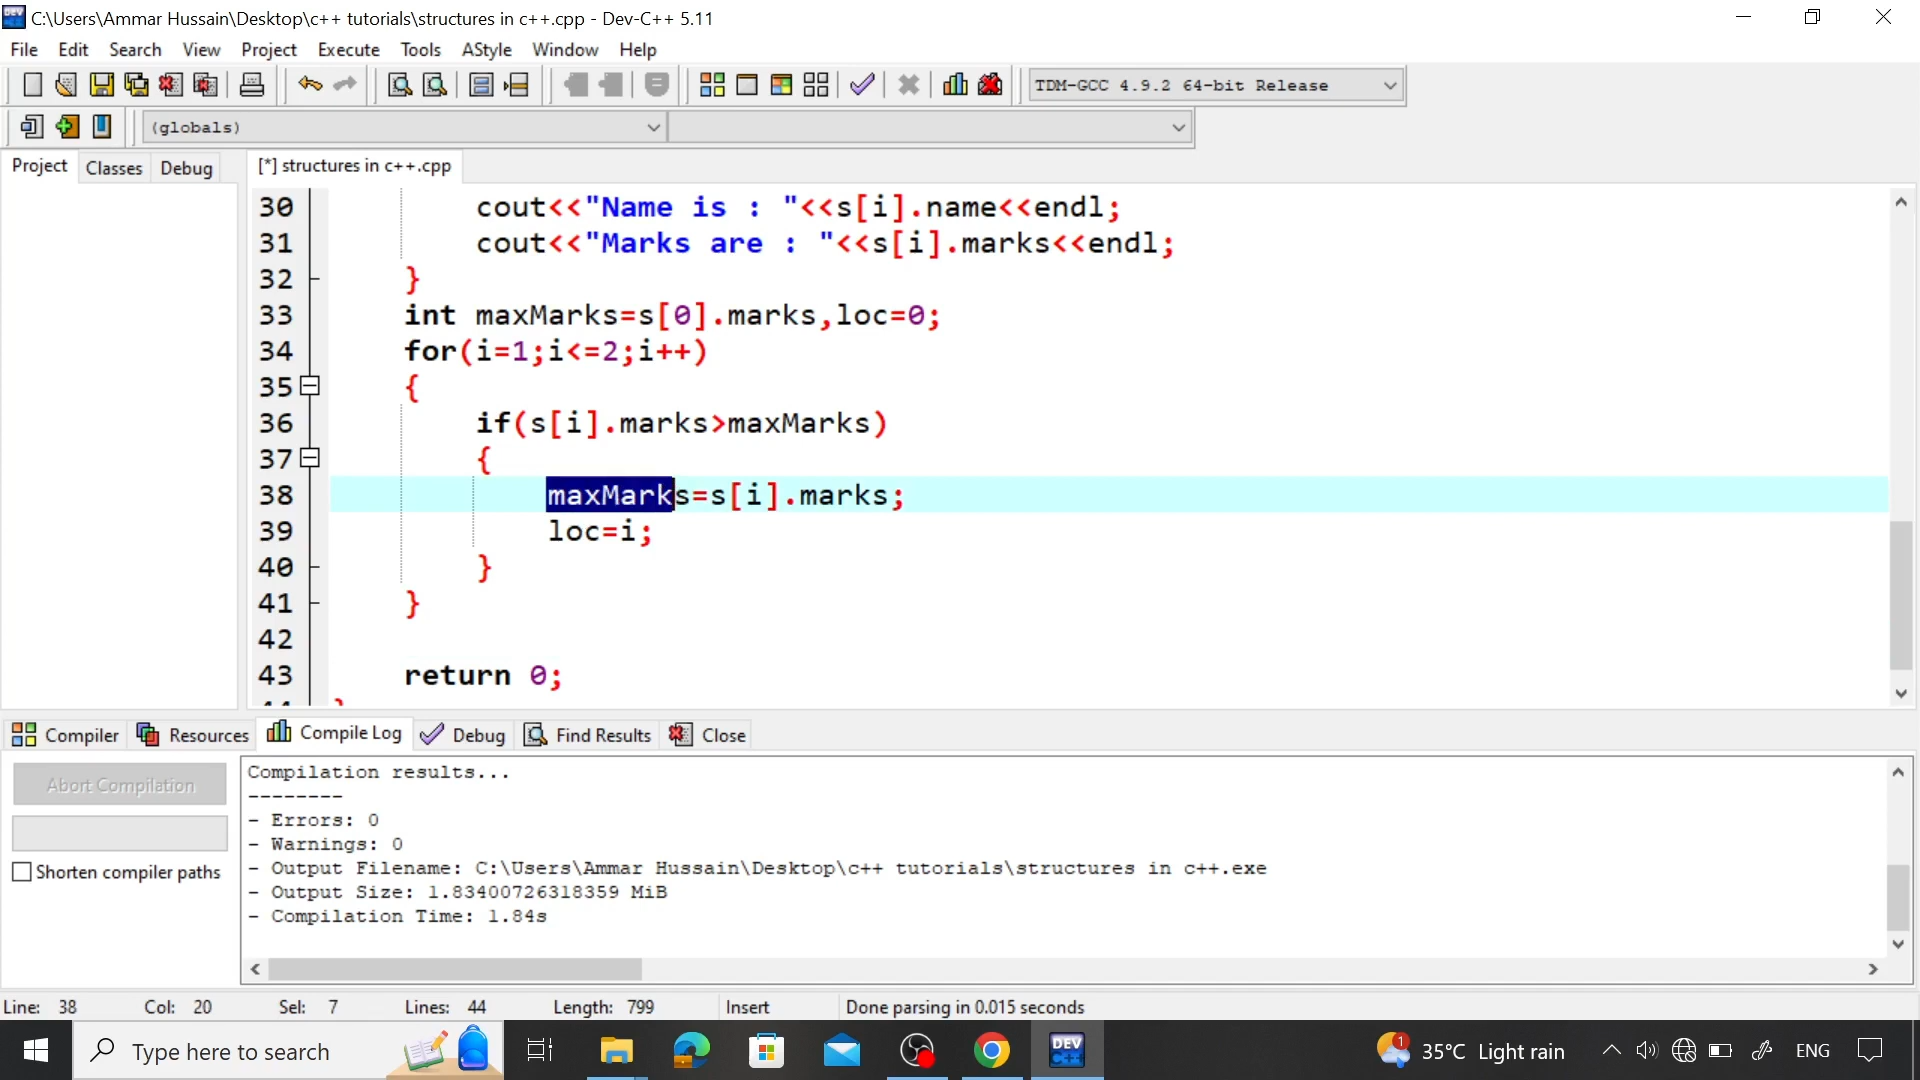 C:\Users\Ammar Hussain\Desktop\c++ tutorials\structures in c++.cpp - Dev-C++ 5.11
File Edit Search View Project Execute Tools AStyle Window Help
TDM-GCC 4.9.2 64-bit Release
(globals)
Project Classes Debug [*] structures in c++.cpp
30 cout<<"Name is : "<<s[i].name<<endl;
31 cout<<"Marks are : "<<s[i].marks<<endl;
32 }
33 int maxMarks=s[0].marks,loc=0;
34 for(i=1;i<=2;i++)
35 {
36 if(s[i].marks>maxMarks)
37 {
38 maxMarks=s[i].marks;
39 loc=i;
40 }
41 }
42
43 return 0;
Compiler Resources Compile Log Debug Find Results Close
Abort Compilation
Shorten compiler paths
Compilation results...
--------
- Errors: 0
- Warnings: 0
- Output Filename: C:\Users\Ammar Hussain\Desktop\c++ tutorials\structures in c++.exe
- Output Size: 1.83400726318359 MiB
- Compilation Time: 1.84s
Line: 38 Col: 20 Sel: 7 Lines: 44 Length: 799 Insert Done parsing in 0.015 seconds
Type here to search DEV C++ 1 35°C Light rain ENG